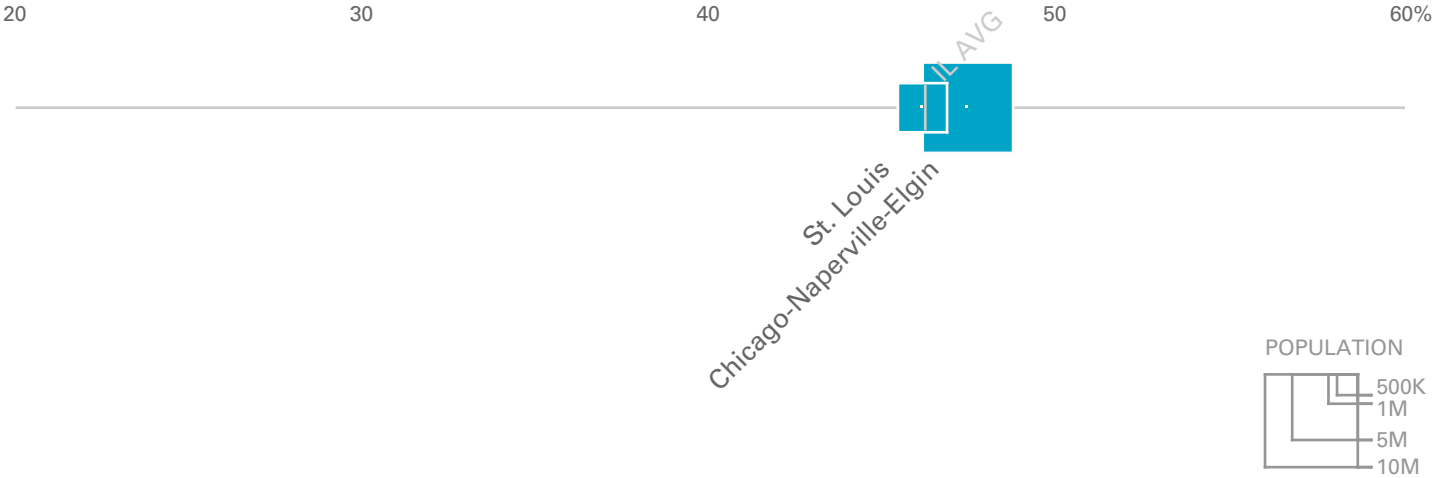 20 30 40 50 60%
IL AVG
St. Louis
Chicago-Naperville-Elgin
POPULATION
500K
1M
5M
10M